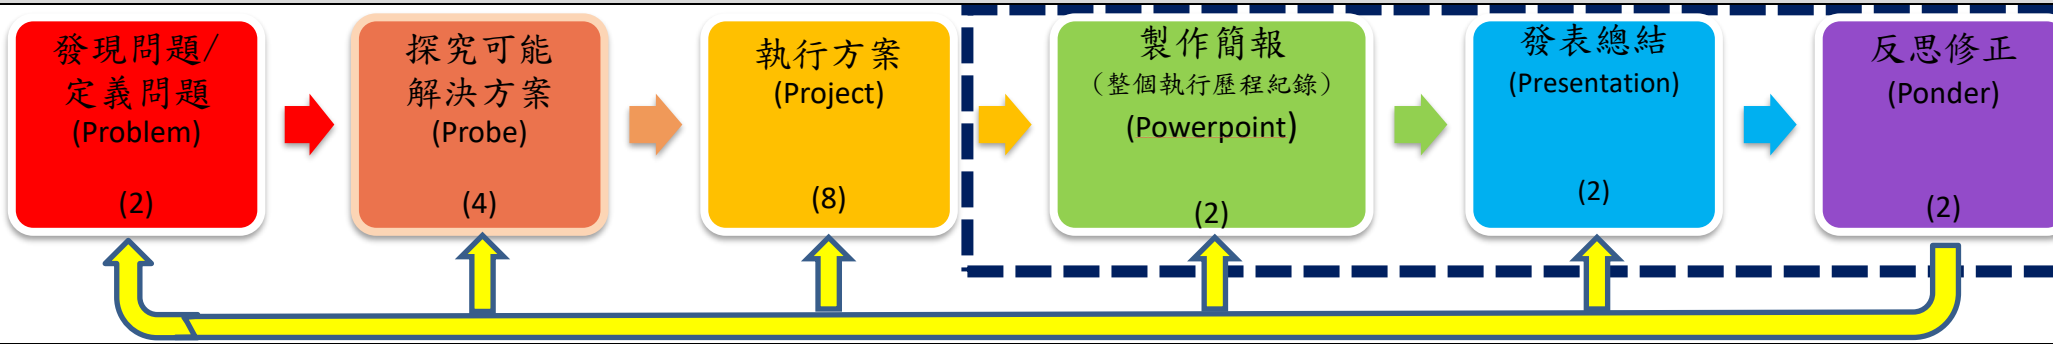 發現問題/
定義問題
(Problem)
(2)
探究可能
解決方案
(Probe)
(4)
執行方案
(Project)
(8)
製作簡報
(整個執行歷程紀錄)
(Powerpoint)
(2)
發表總結
(Presentation)
(2)
反思修正
(Ponder)
(2)